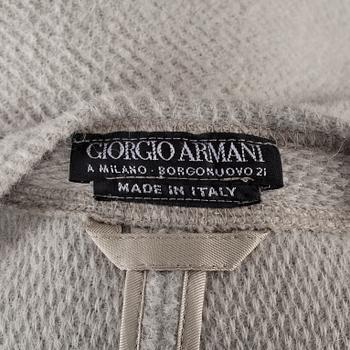 GIORGIO ARMANI
A MILANO · BORGONUOVO 21
MADE IN ITALY